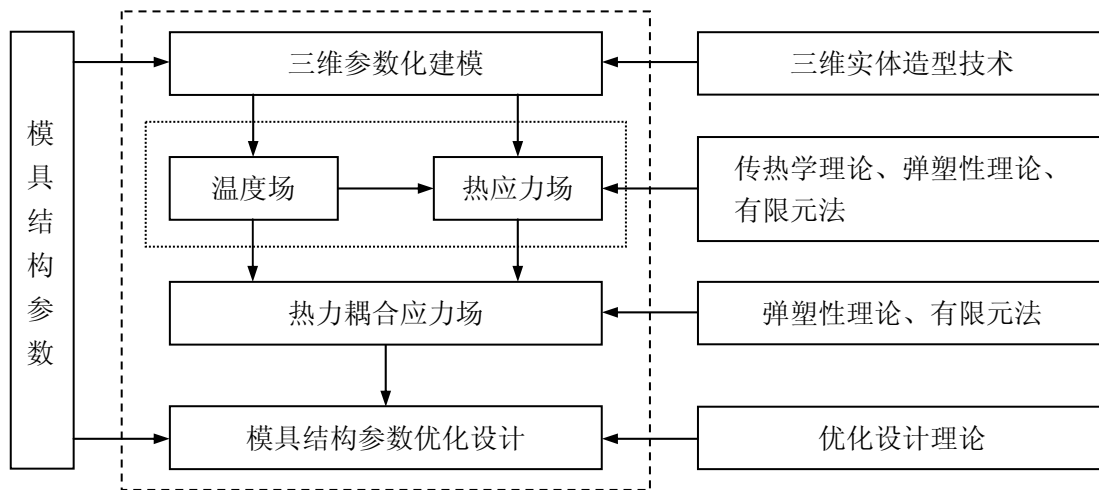 模具结构参数
三维参数化建模
三维实体造型技术
温度场
热应力场
传热学理论、弹塑性理论、
有限元法
热力耦合应力场
弹塑性理论、有限元法
模具结构参数优化设计
优化设计理论